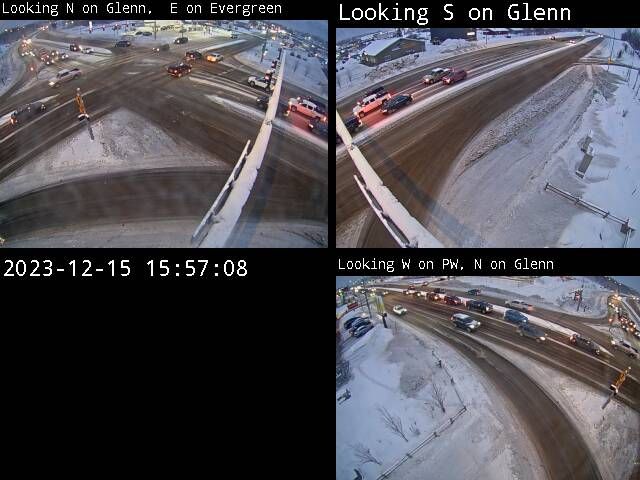 Looking N on Glenn,  E on Evergreen
Looking S on Glenn
2023-12-15 15:57:08
Looking W on PW, N on Glenn